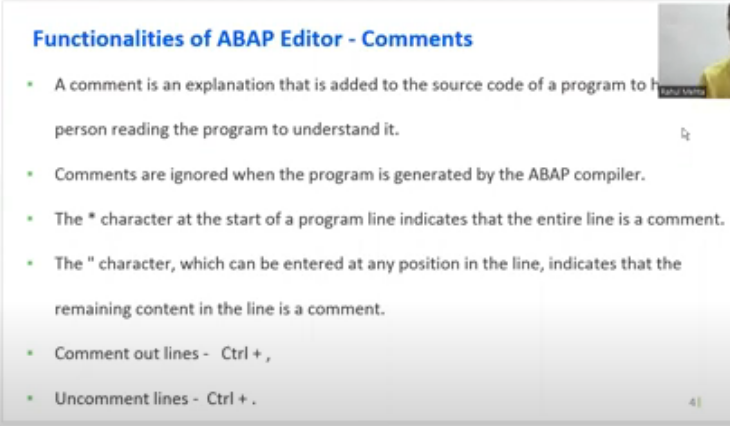 Functionalities of ABAP Editor - Comments
• A comment is an explanation that is added to the source code of a program to
person reading the program to understand it.
• Comments are ignored when the program is generated by the ABAP compiler.
• The * character at the start of a program line indicates that the entire line is a comment.
• The " character, which can be entered at any position in the line, indicates that the
remaining content in the line is a comment.
• Comment out lines - Ctrl + ,
• Uncomment lines - Ctrl + .
Rahul Mehta